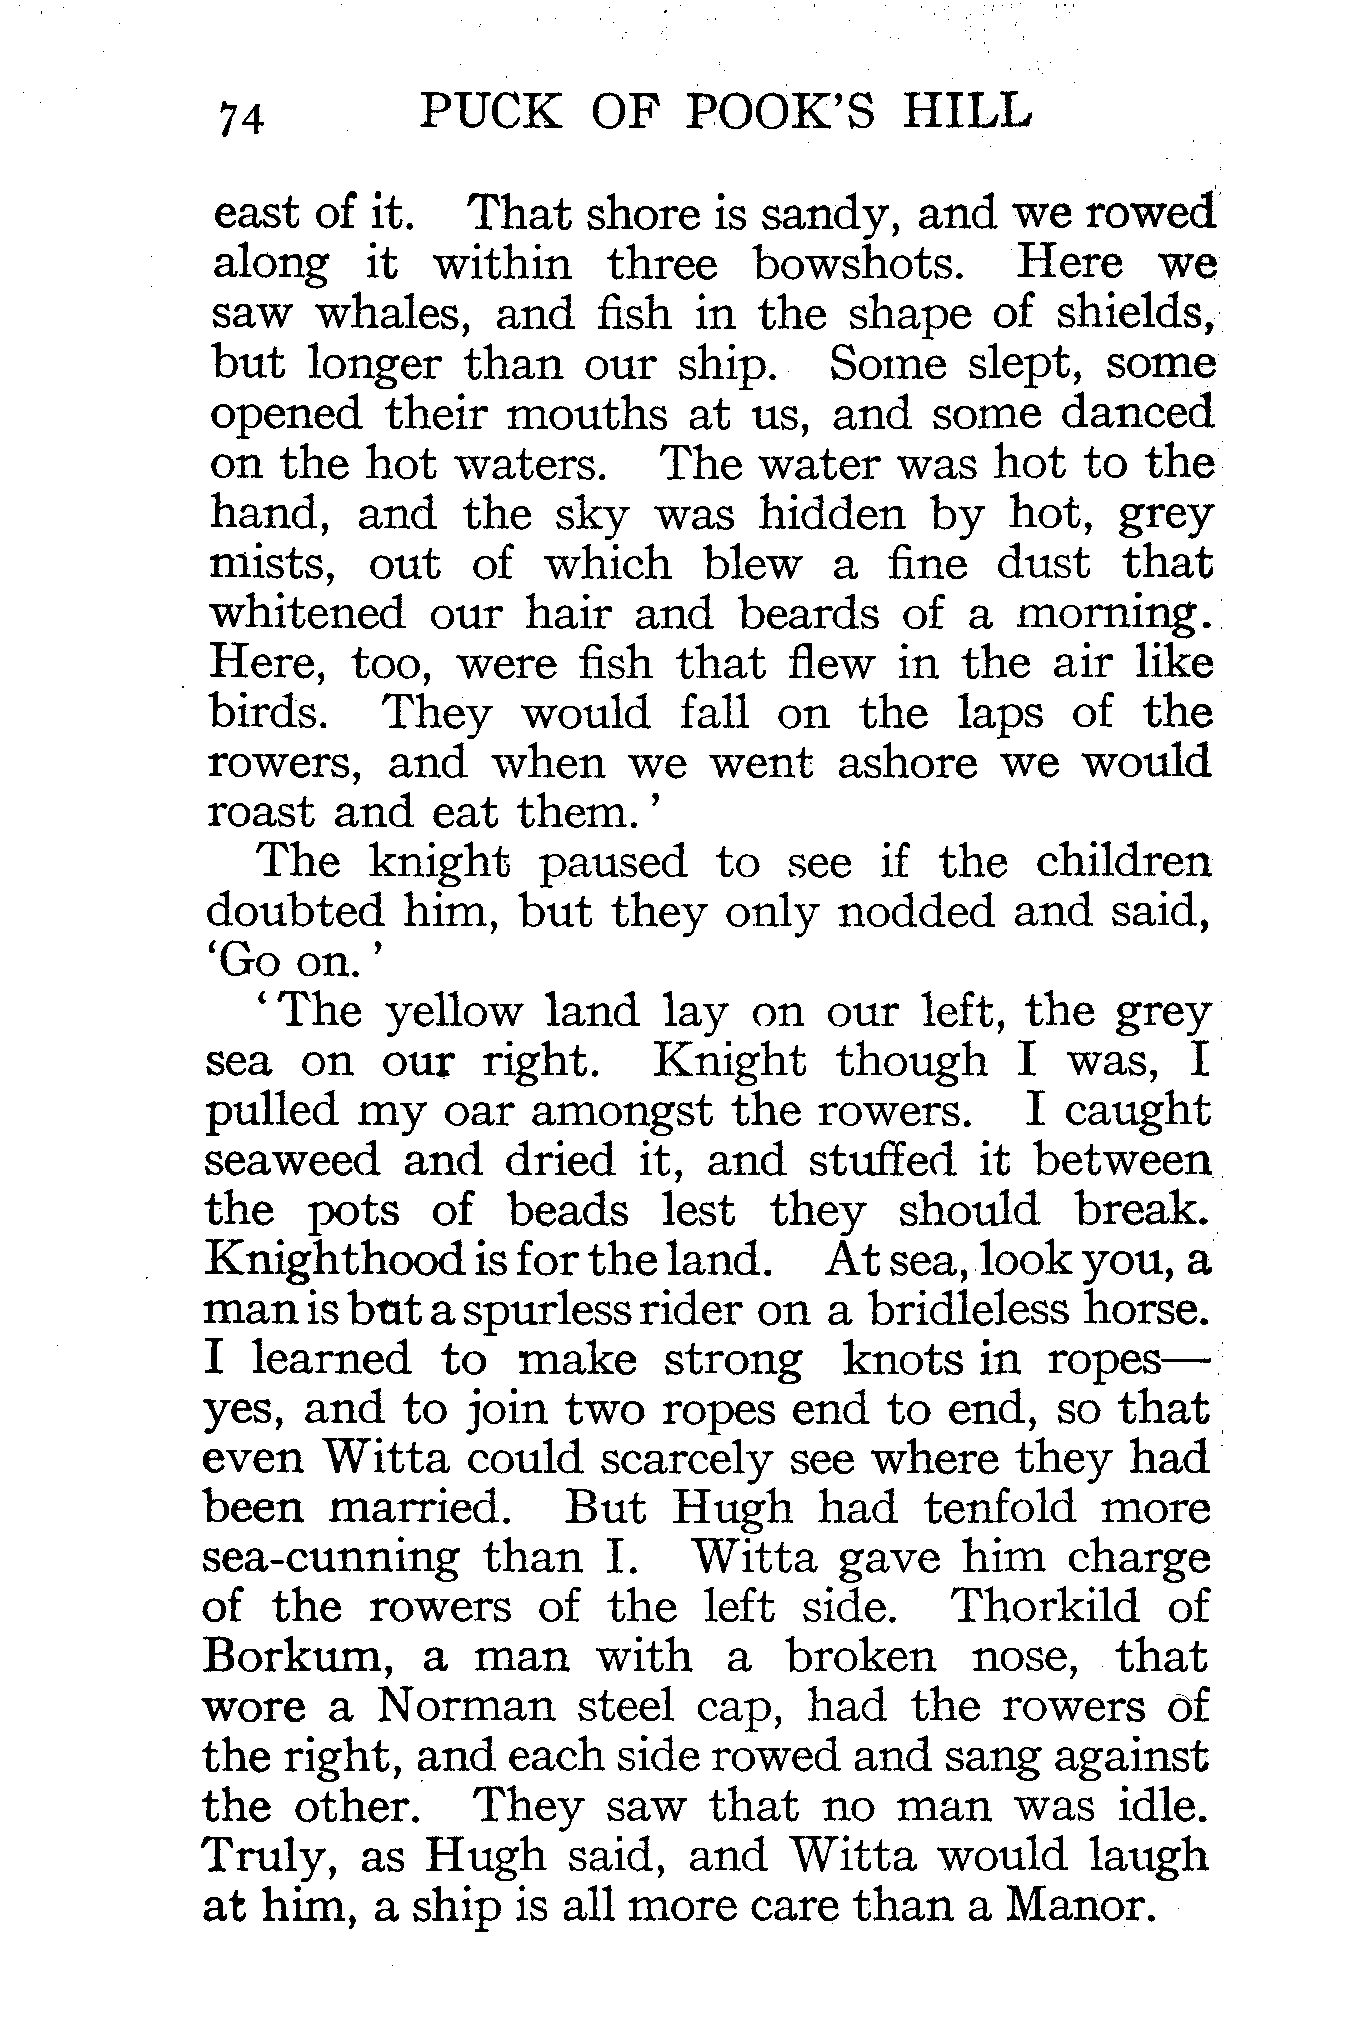 74 PUCK OF POOK'S HILL
east of it. That shore is sandy, and we rowed
along it within three bowshots. Here we
saw whales, and fish in the shape of shields,
but longer than our ship. Some slept, some
opened their mouths at us, and some danced
on the hot waters. The water was hot to the
hand, and the sky was hidden by hot, grey
mists, out of which blew a fine dust that
whitened our hair and beards of a morning.
Here, too, were fish that flew in the air like
birds. They would fall on the laps of the
rowers, and when we went ashore we would
roast and eat them.'
The knight paused to see if the children
doubted him, but they only nodded and said,
'Go on.'
'The yellow land lay on our left, the grey
sea on our right. Knight though I was, I
pulled my oar amongst the rowers. I caught
seaweed and dried it, and stuffed it between
the pots of beads lest they should break.
Knighthood is for the land. At sea, look you, a
man is but a spurless rider on a bridleless horse.
I learned to make strong knots in ropes—
yes, and to join two ropes end to end, so that
even Witta could scarcely see where they had
been married. But Hugh had tenfold more
sea-cunning than I. Witta gave him charge
of the rowers of the left side. Thorkild of
Borkum, a man with a broken nose, that
wore a Norman steel cap, had the rowers of
the right, and each side rowed and sang against
the other. They saw that no man was idle.
Truly, as Hugh said, and Witta would laugh
at him, a ship is all more care than a Manor.